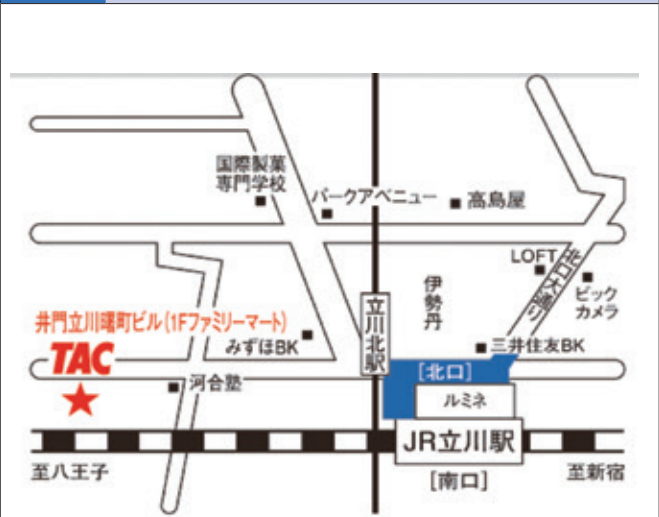 国際製菓
専門学校
パークアベニュー
高島屋
LOFT
北口大通り
ビック
カメラ
伊勢丹
立川北駅
井門立川曙町ビル(1Fファミリーマート)
みずほBK
三井住友BK
TAC
[北口]
河合塾
ルミネ
JR立川駅
至八王子
[南口]
至新宿